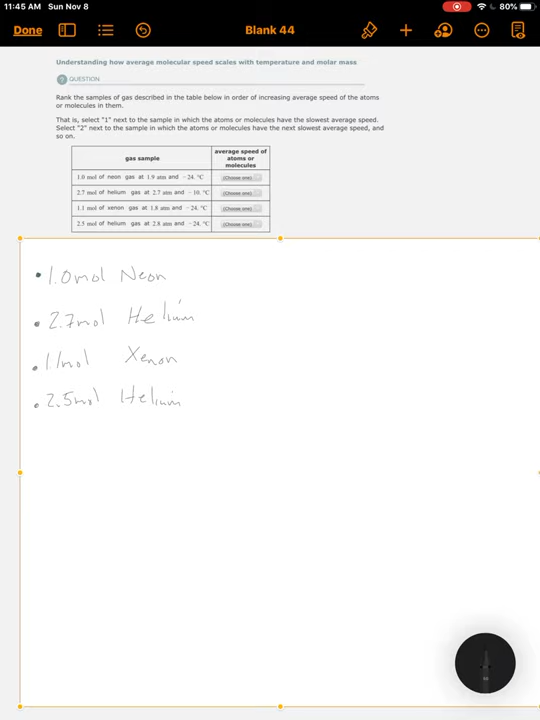 11:45 AM Sun Nov 8
80%
Done
Blank 44
Understanding how average molecular speed scales with temperature and molar mass
? QUESTION
Rank the samples of gas described in the table below in order of increasing average speed of the atoms
or molecules in them.
That is, select "1" next to the sample in which the atoms or molecules have the slowest average speed.
Select "2" next to the sample in which the atoms or molecules have the next slowest average speed, and
so on.
gas sample
average speed of
atoms or
molecules
1.0 mol of neon gas at 1.9 atm and −24. °C (Choose one)
2.7 mol of helium gas at 2.7 atm and −10. °C (Choose one)
1.1 mol of xenon gas at 1.8 atm and −24. °C (Choose one)
2.5 mol of helium gas at 2.8 atm and −24. °C (Choose one)
• 1.0mol Neon
• 2.7mol Helium
• 1.1mol Xenon
• 2.5mol Helium